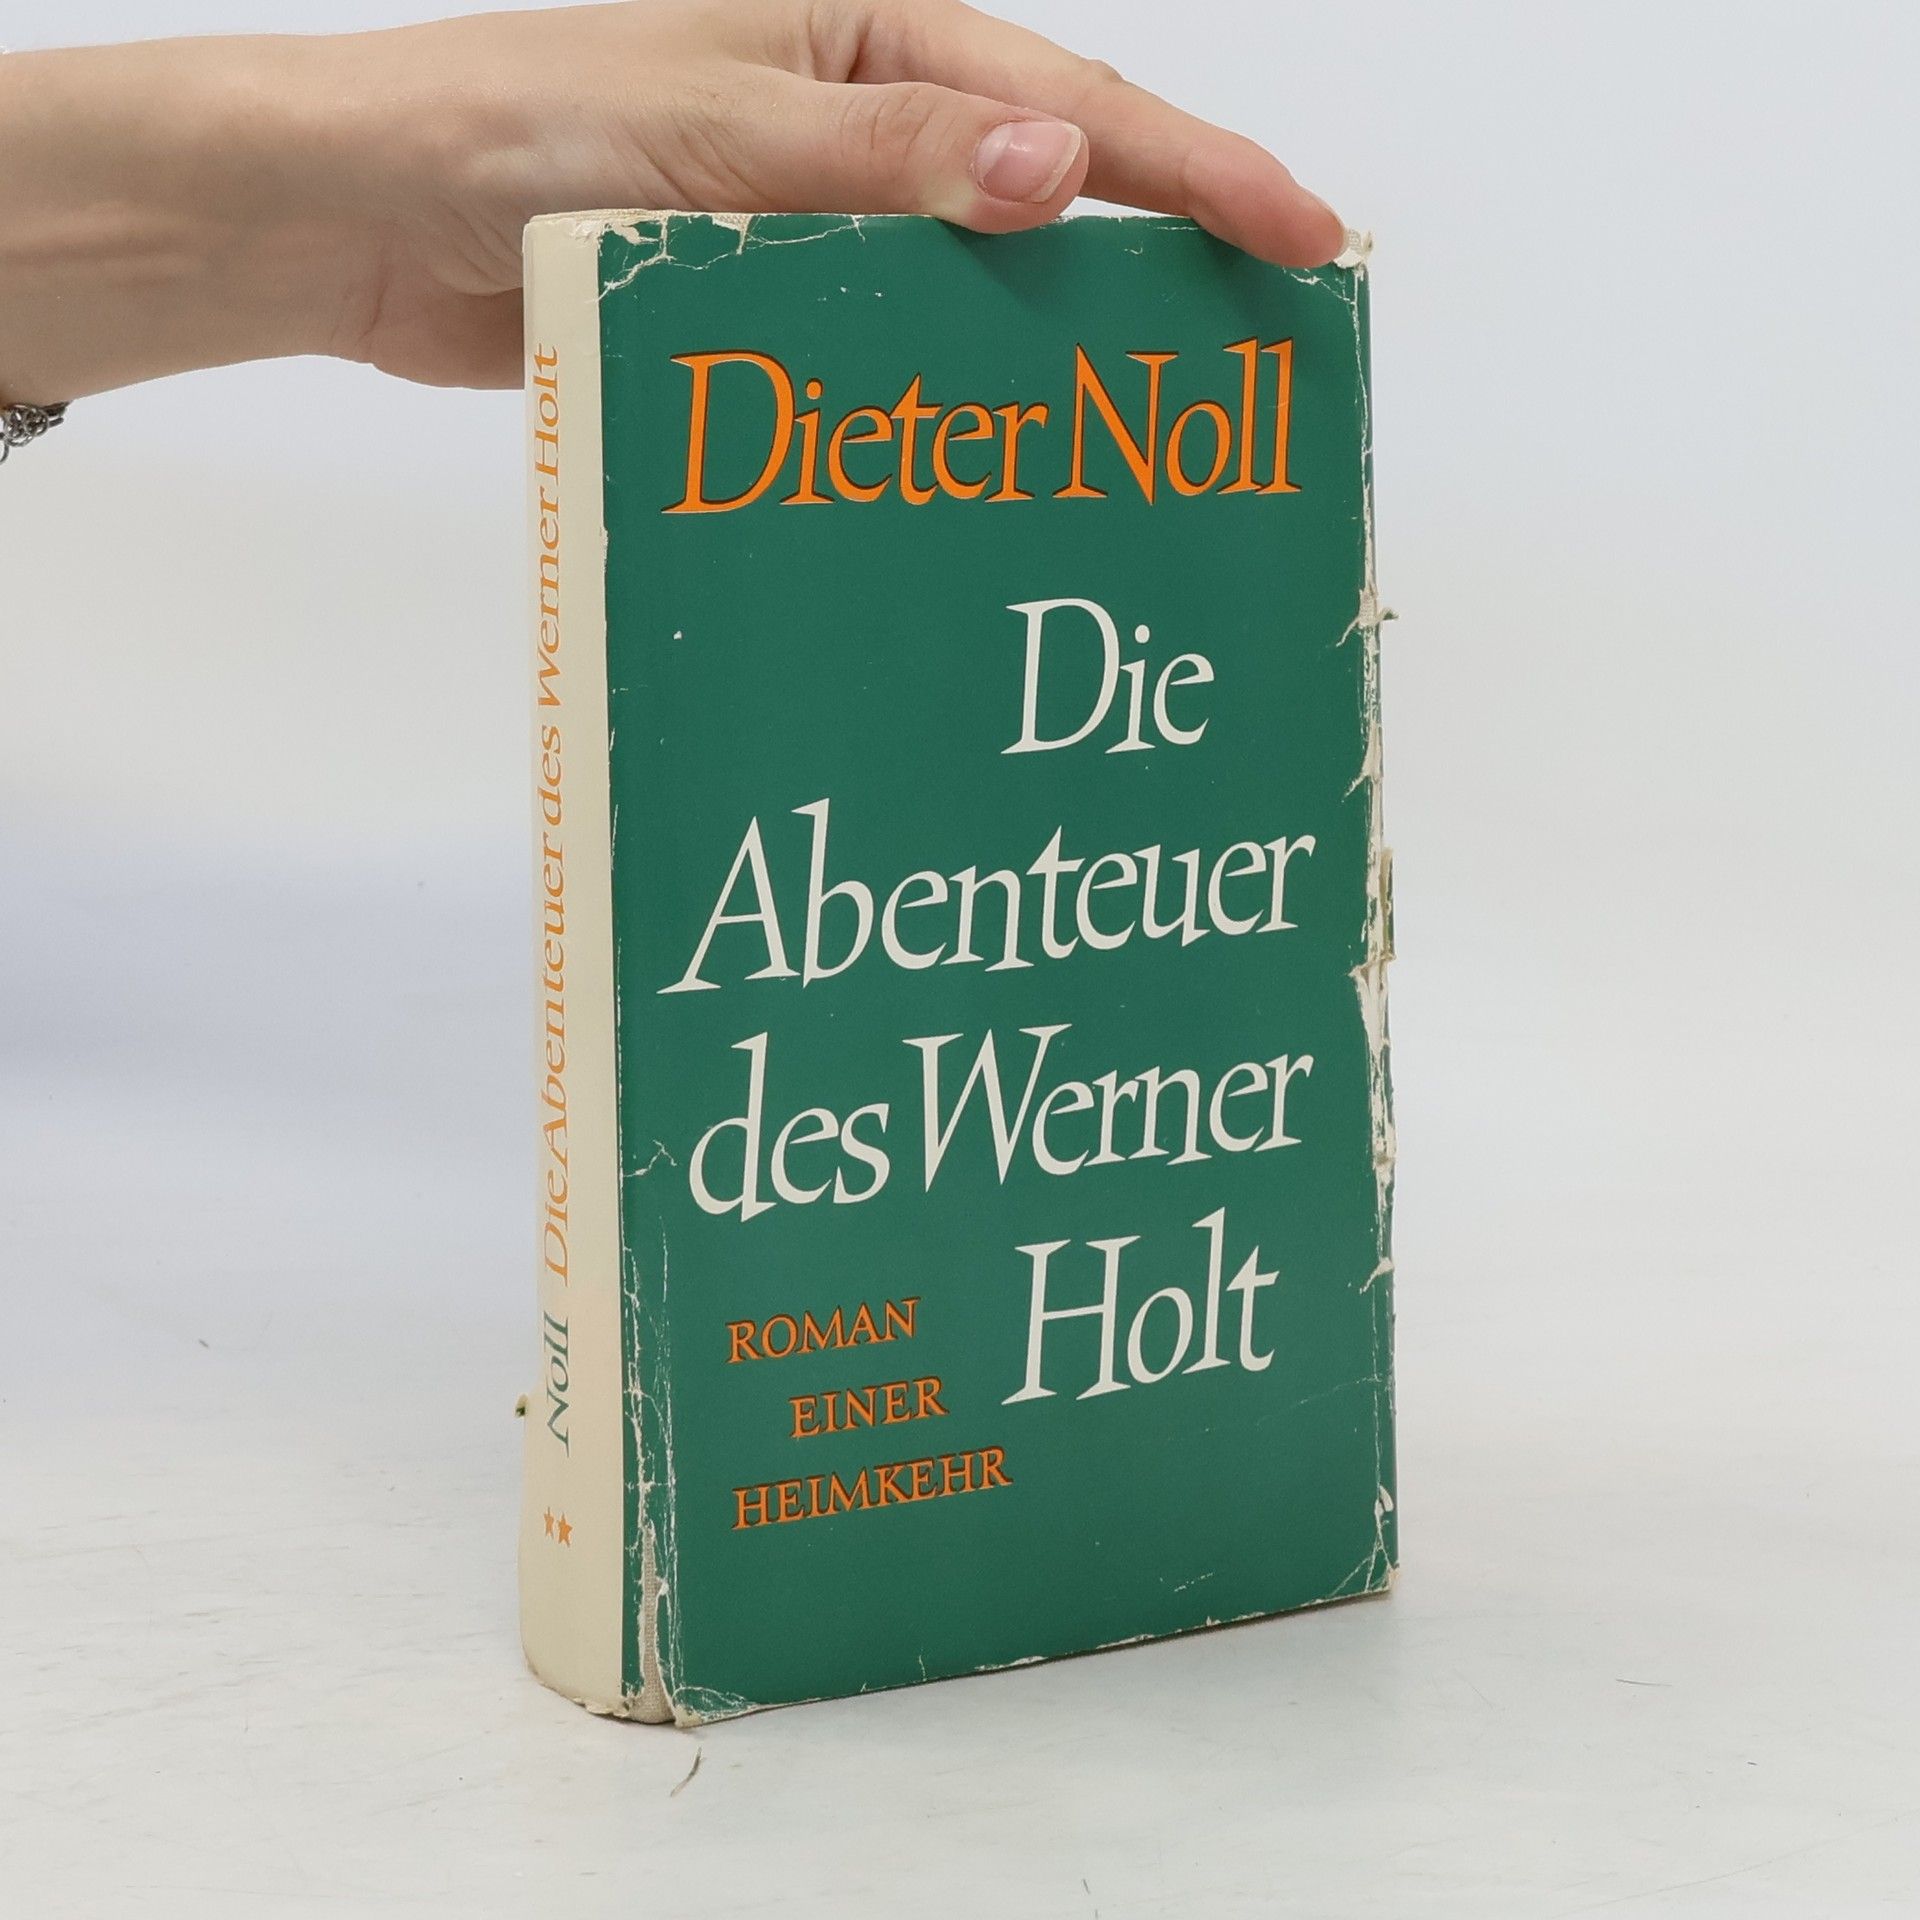 Dieter Noll
Die
Abenteuer
des Werner
Holt
ROMAN
EINER
HEIMKEHR
Noll Die Abenteuer des Werner Holt